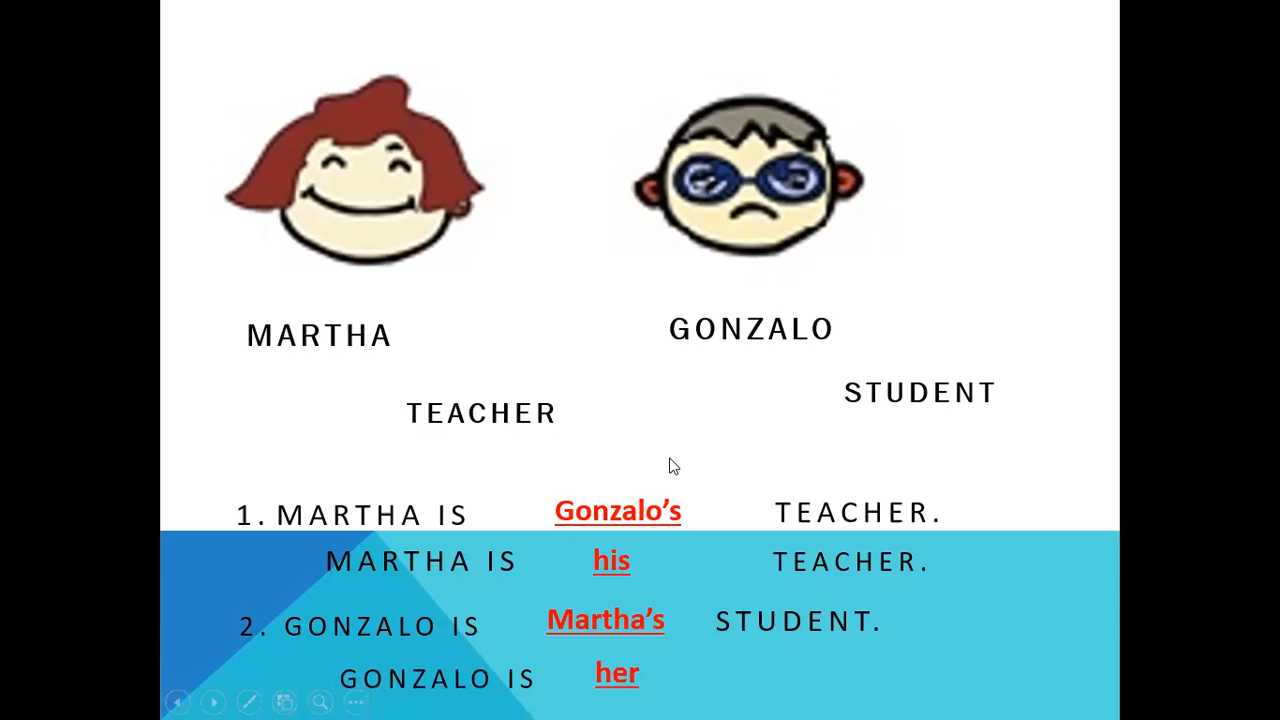 MARTHA
GONZALO
STUDENT
TEACHER
1. MARTHA IS Gonzalo’s TEACHER.
MARTHA IS his TEACHER.
2. GONZALO IS Martha’s STUDENT.
GONZALO IS her